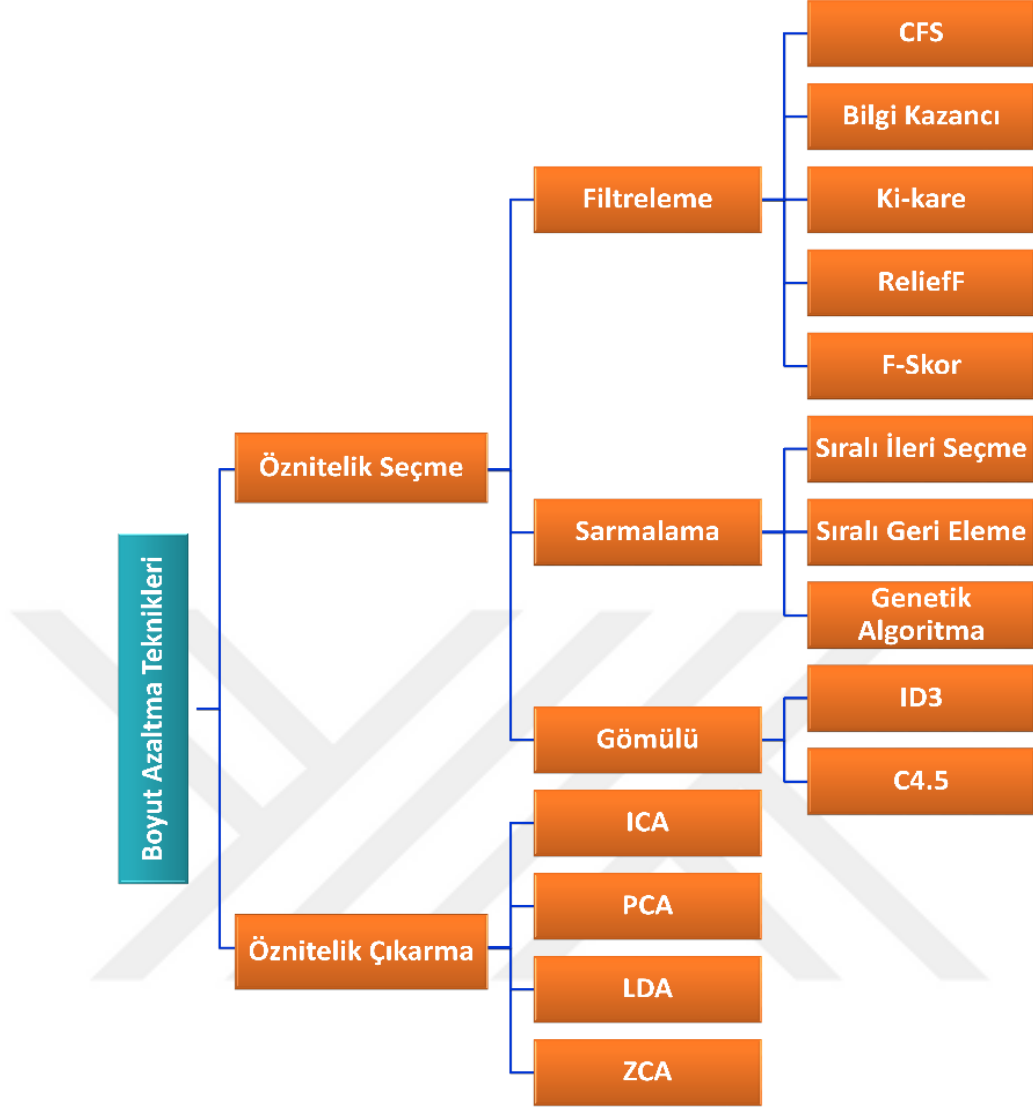 Boyut Azaltma Teknikleri
Öznitelik Seçme
Filtreleme
CFS
Bilgi Kazancı
Ki-kare
ReliefF
F-Skor
Sarmalama
Sıralı İleri Seçme
Sıralı Geri Eleme
Genetik
Algoritma
Gömülü
ID3
C4.5
Öznitelik Çıkarma
ICA
PCA
LDA
ZCA